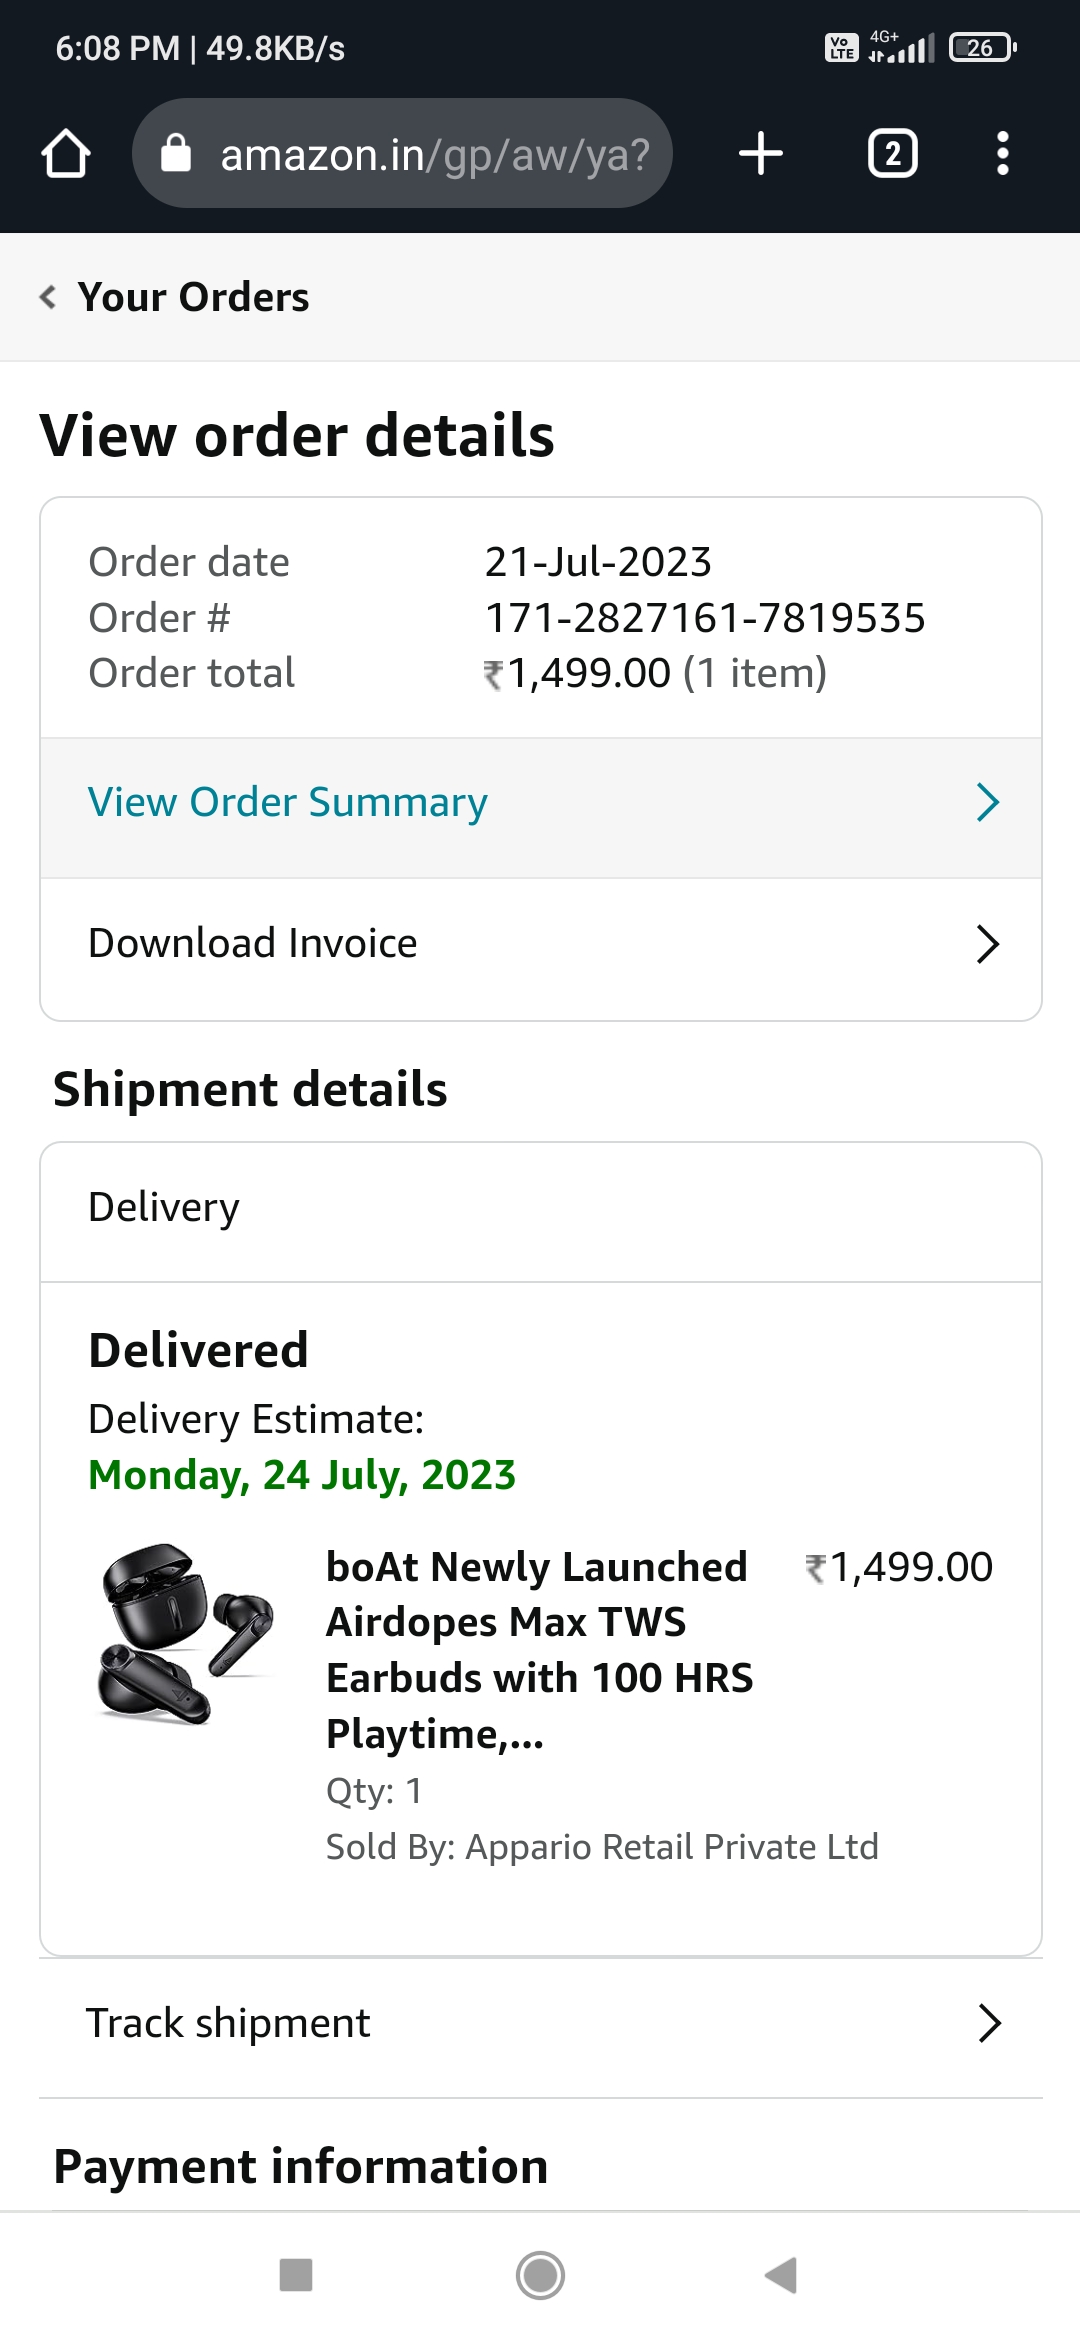 6:08 PM | 49.8KB/s
Vo LTE 4G+ 26
amazon.in/gp/aw/ya?
2
Your Orders
View order details
Order date 21-Jul-2023
Order # 171-2827161-7819535
Order total ₹1,499.00 (1 item)
View Order Summary
Download Invoice
Shipment details
Delivery
Delivered
Delivery Estimate:
Monday, 24 July, 2023
boAt Newly Launched ₹1,499.00
Airdopes Max TWS
Earbuds with 100 HRS
Playtime,...
Qty: 1
Sold By: Appario Retail Private Ltd
Track shipment
Payment information